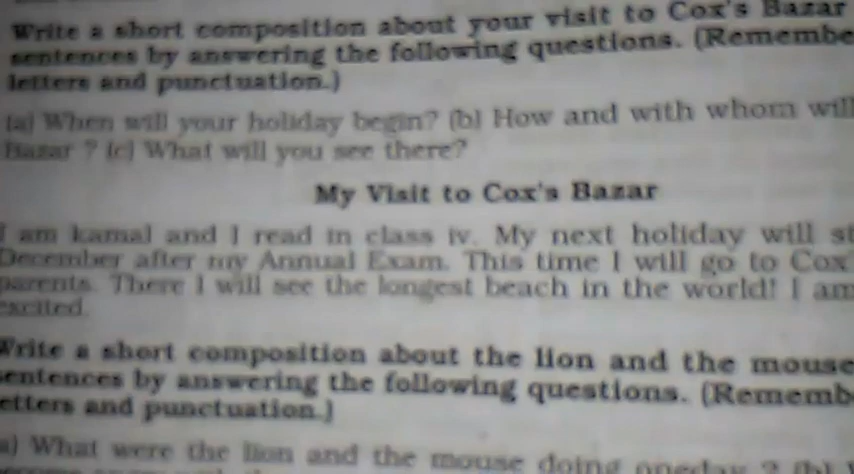 Write a short composition about your visit to Cox's Bazar
sentences by answering the following questions. (Remembe
letters and punctuation.)
(a) When will your holiday begin? (b) How and with whom will
Bazar ? (c) What will you see there?
My Visit to Cox's Bazar
I am kamal and I read in class iv. My next holiday will st
December after my Annual Exam. This time I will go to Cox'
parents. There I will see the longest beach in the world! I am
excited.
Write a short composition about the lion and the mouse
sentences by answering the following questions. (Rememb
etters and punctuation.)
a) What were the lion and the mouse doing oneday ? (b)